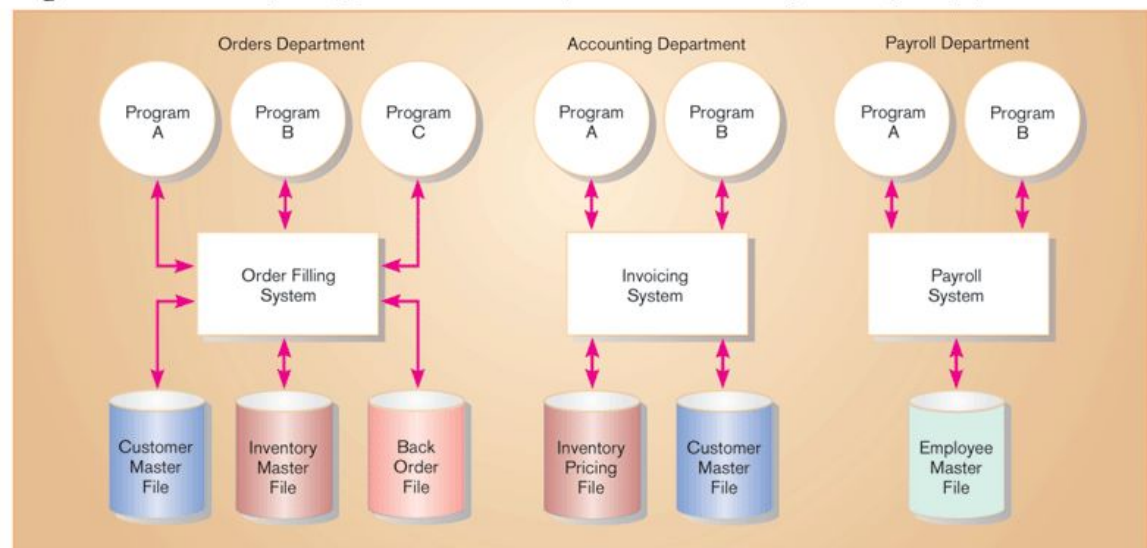 Orders Department
Accounting Department
Payroll Department
Program
A
Program
B
Program
C
Program
A
Program
B
Program
A
Program
B
Order Filling
System
Invoicing
System
Payroll
System
Customer
Master
File
Inventory
Master
File
Back
Order
File
Inventory
Pricing
File
Customer
Master
File
Employee
Master
File